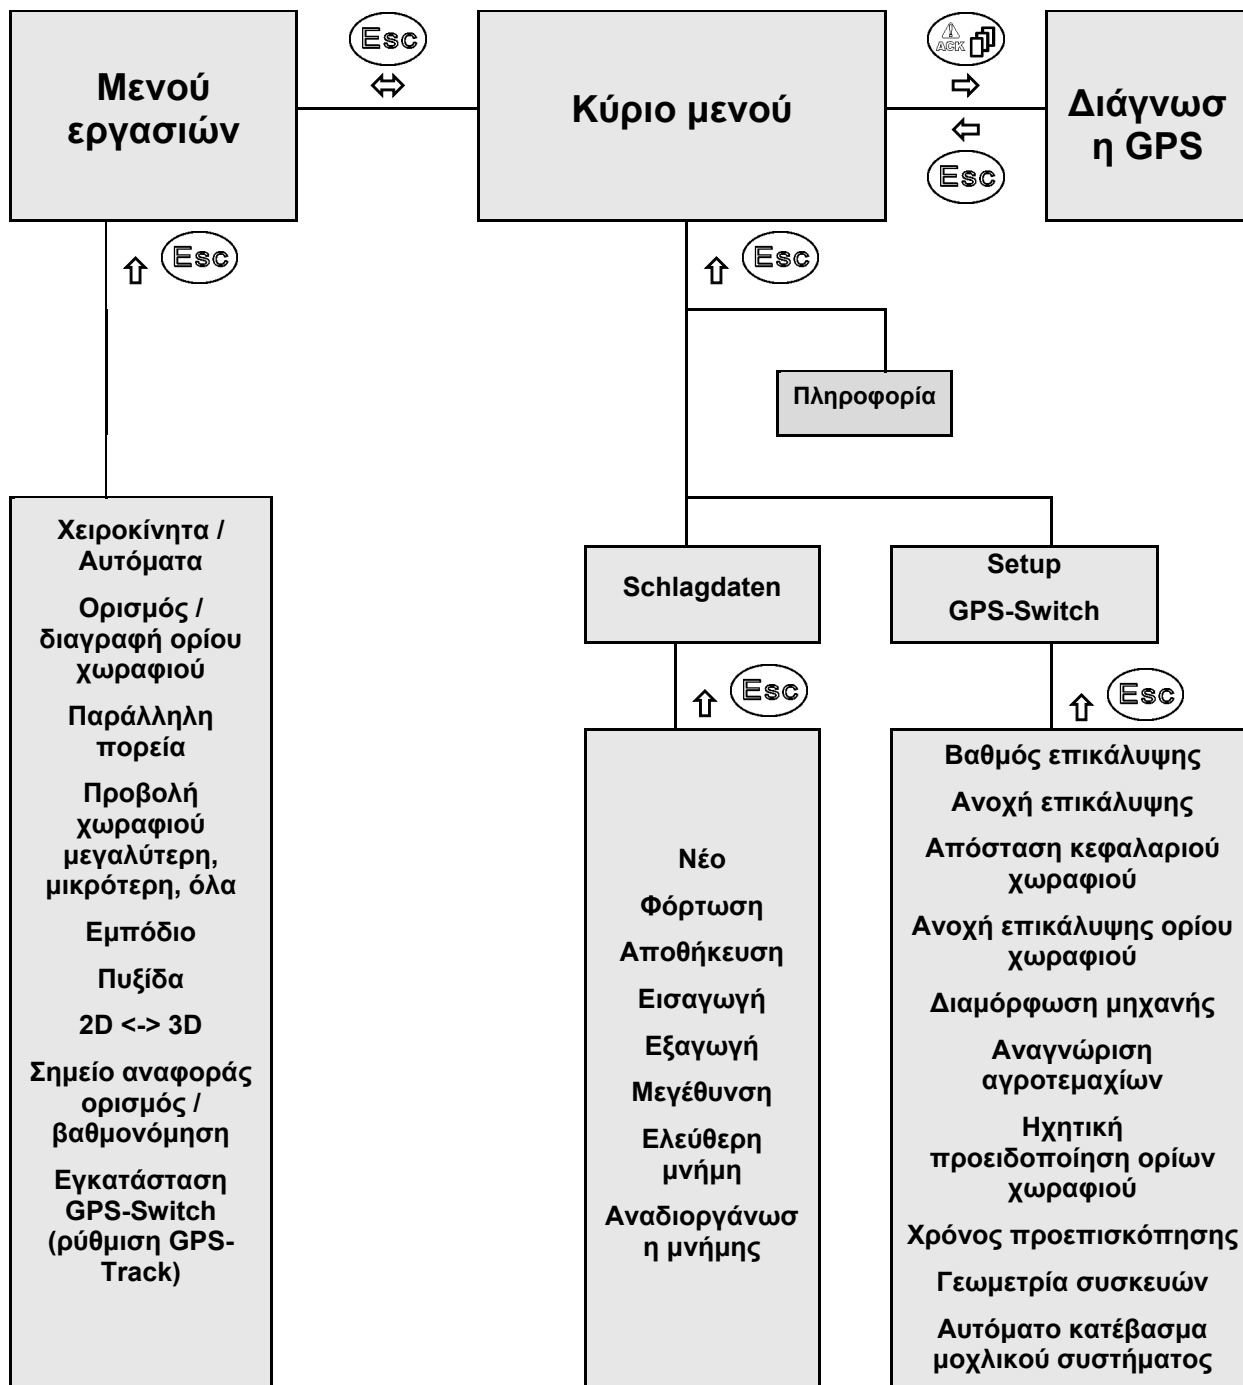 Esc
ACK
Μενού
εργασιών
Κύριο μενού
Διάγνωσ
η GPS
Esc
Esc
Esc
Πληροφορία
Χειροκίνητα /
Αυτόματα
Ορισμός /
διαγραφή ορίου
χωραφιού
Παράλληλη
πορεία
Προβολή
χωραφιού
μεγαλύτερη,
μικρότερη, όλα
Εμπόδιο
Πυξίδα
2D <-> 3D
Σημείο αναφοράς
ορισμός /
βαθμονόμηση
Εγκατάσταση
GPS-Switch
(ρύθμιση GPS-
Track)
Schlagdaten
Esc
Νέο
Φόρτωση
Αποθήκευση
Εισαγωγή
Εξαγωγή
Μεγέθυνση
Ελεύθερη
μνήμη
Αναδιοργάνωσ
η μνήμης
Setup
GPS-Switch
Esc
Βαθμός επικάλυψης
Ανοχή επικάλυψης
Απόσταση κεφαλαριού
χωραφιού
Ανοχή επικάλυψης ορίου
χωραφιού
Διαμόρφωση μηχανής
Αναγνώριση
αγροτεμαχίων
Ηχητική
προειδοποίηση ορίων
χωραφιού
Χρόνος προεπισκόπησης
Γεωμετρία συσκευών
Αυτόματο κατέβασμα
μοχλικού συστήματος